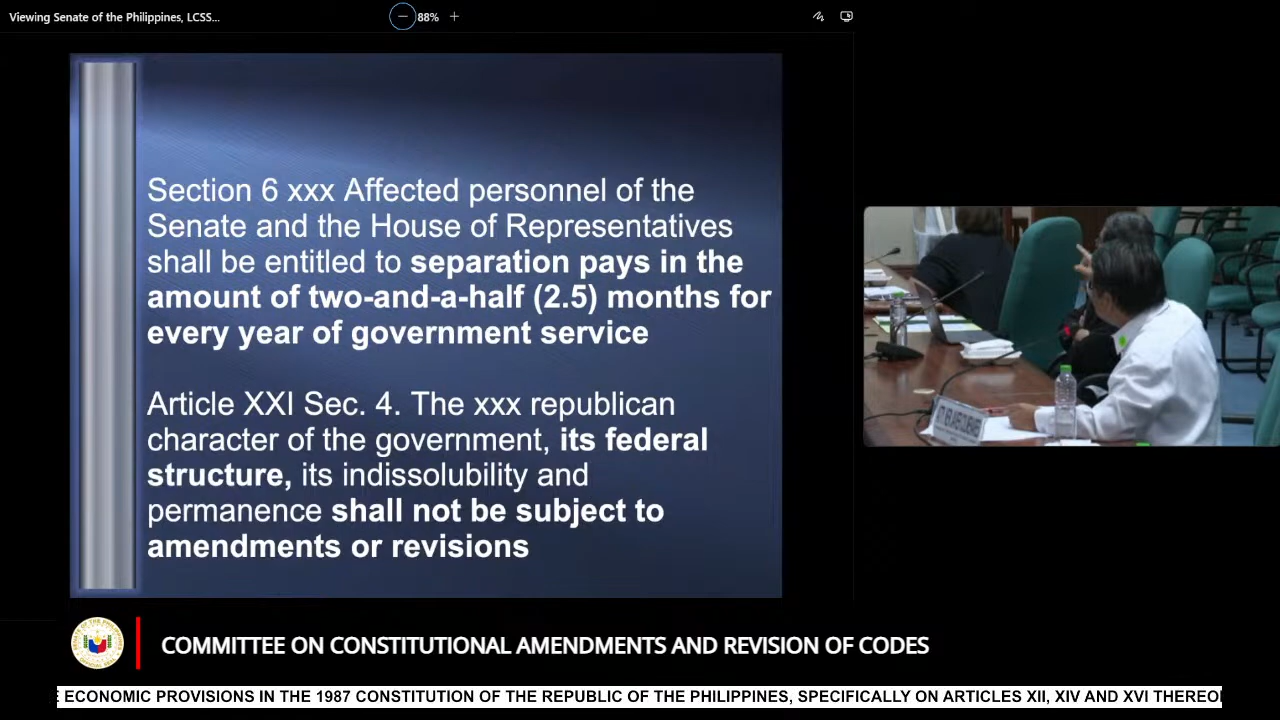 Viewing Senate of the Philippines, LCSS...
88%
Section 6 xxx Affected personnel of the
Senate and the House of Representatives
shall be entitled to separation pays in the
amount of two-and-a-half (2.5) months for
every year of government service
Article XXI Sec. 4. The xxx republican
character of the government, its federal
structure, its indissolubility and
permanence shall not be subject to
amendments or revisions
COMMITTEE ON CONSTITUTIONAL AMENDMENTS AND REVISION OF CODES
ECONOMIC PROVISIONS IN THE 1987 CONSTITUTION OF THE REPUBLIC OF THE PHILIPPINES, SPECIFICALLY ON ARTICLES XII, XIV AND XVI